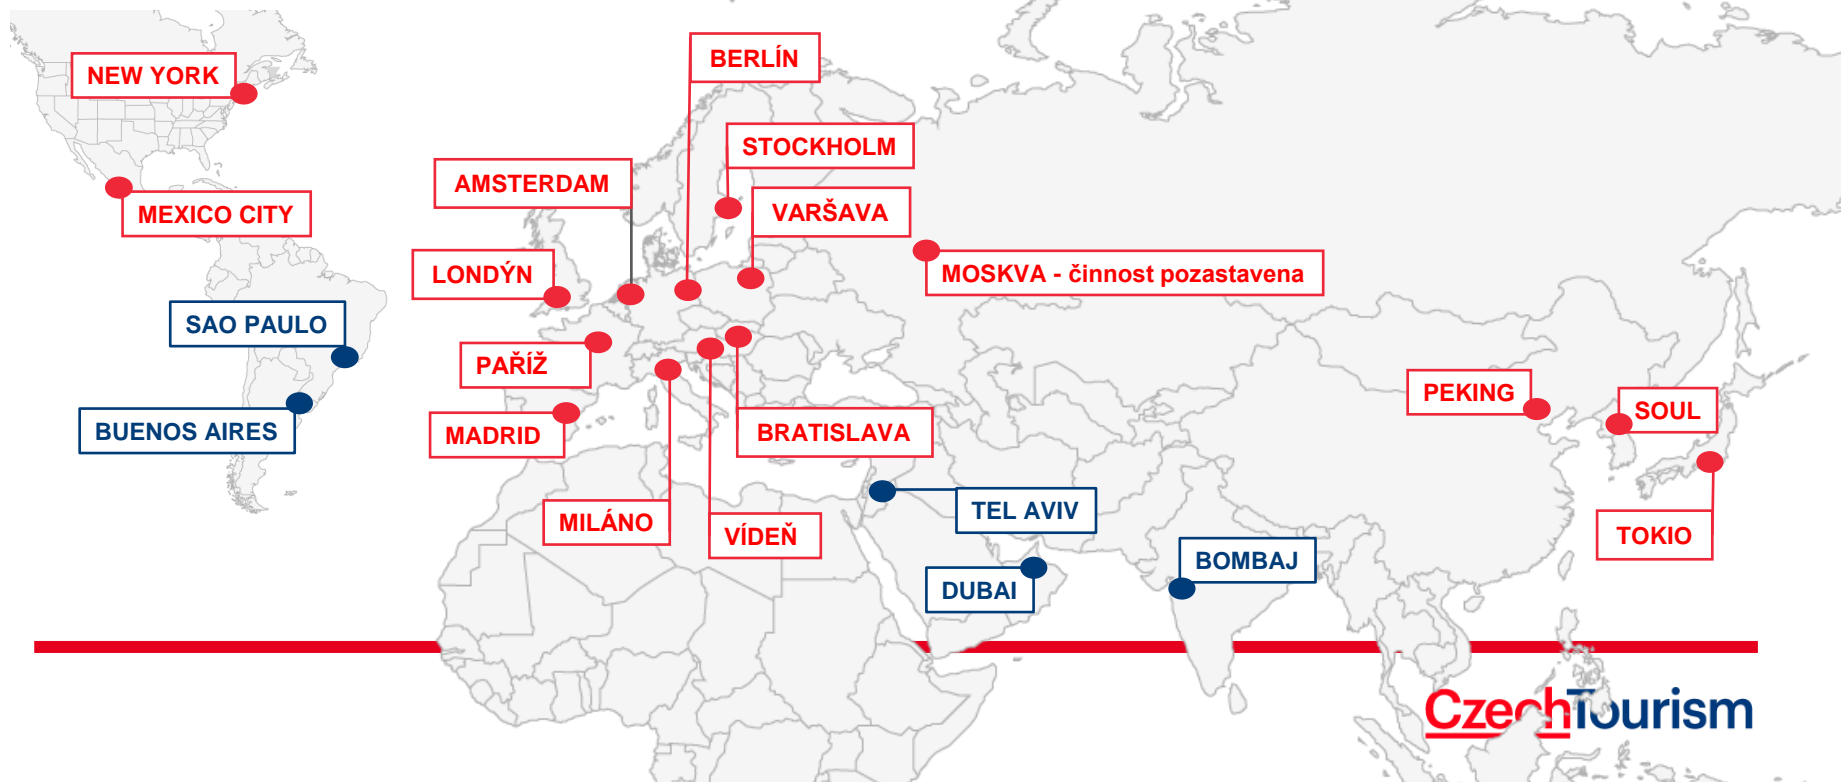 BERLÍN
NEW YORK
STOCKHOLM
AMSTERDAM
MEXICO CITY
VARŠAVA
LONDÝN
MOSKVA - činnost pozastavena
SAO PAULO
PAŘÍŽ
PEKING
SOUL
BUENOS AIRES
MADRID
BRATISLAVA
TEL AVIV
MILÁNO
VÍDEŇ
TOKIO
BOMBAJ
DUBAI
CzechTourism